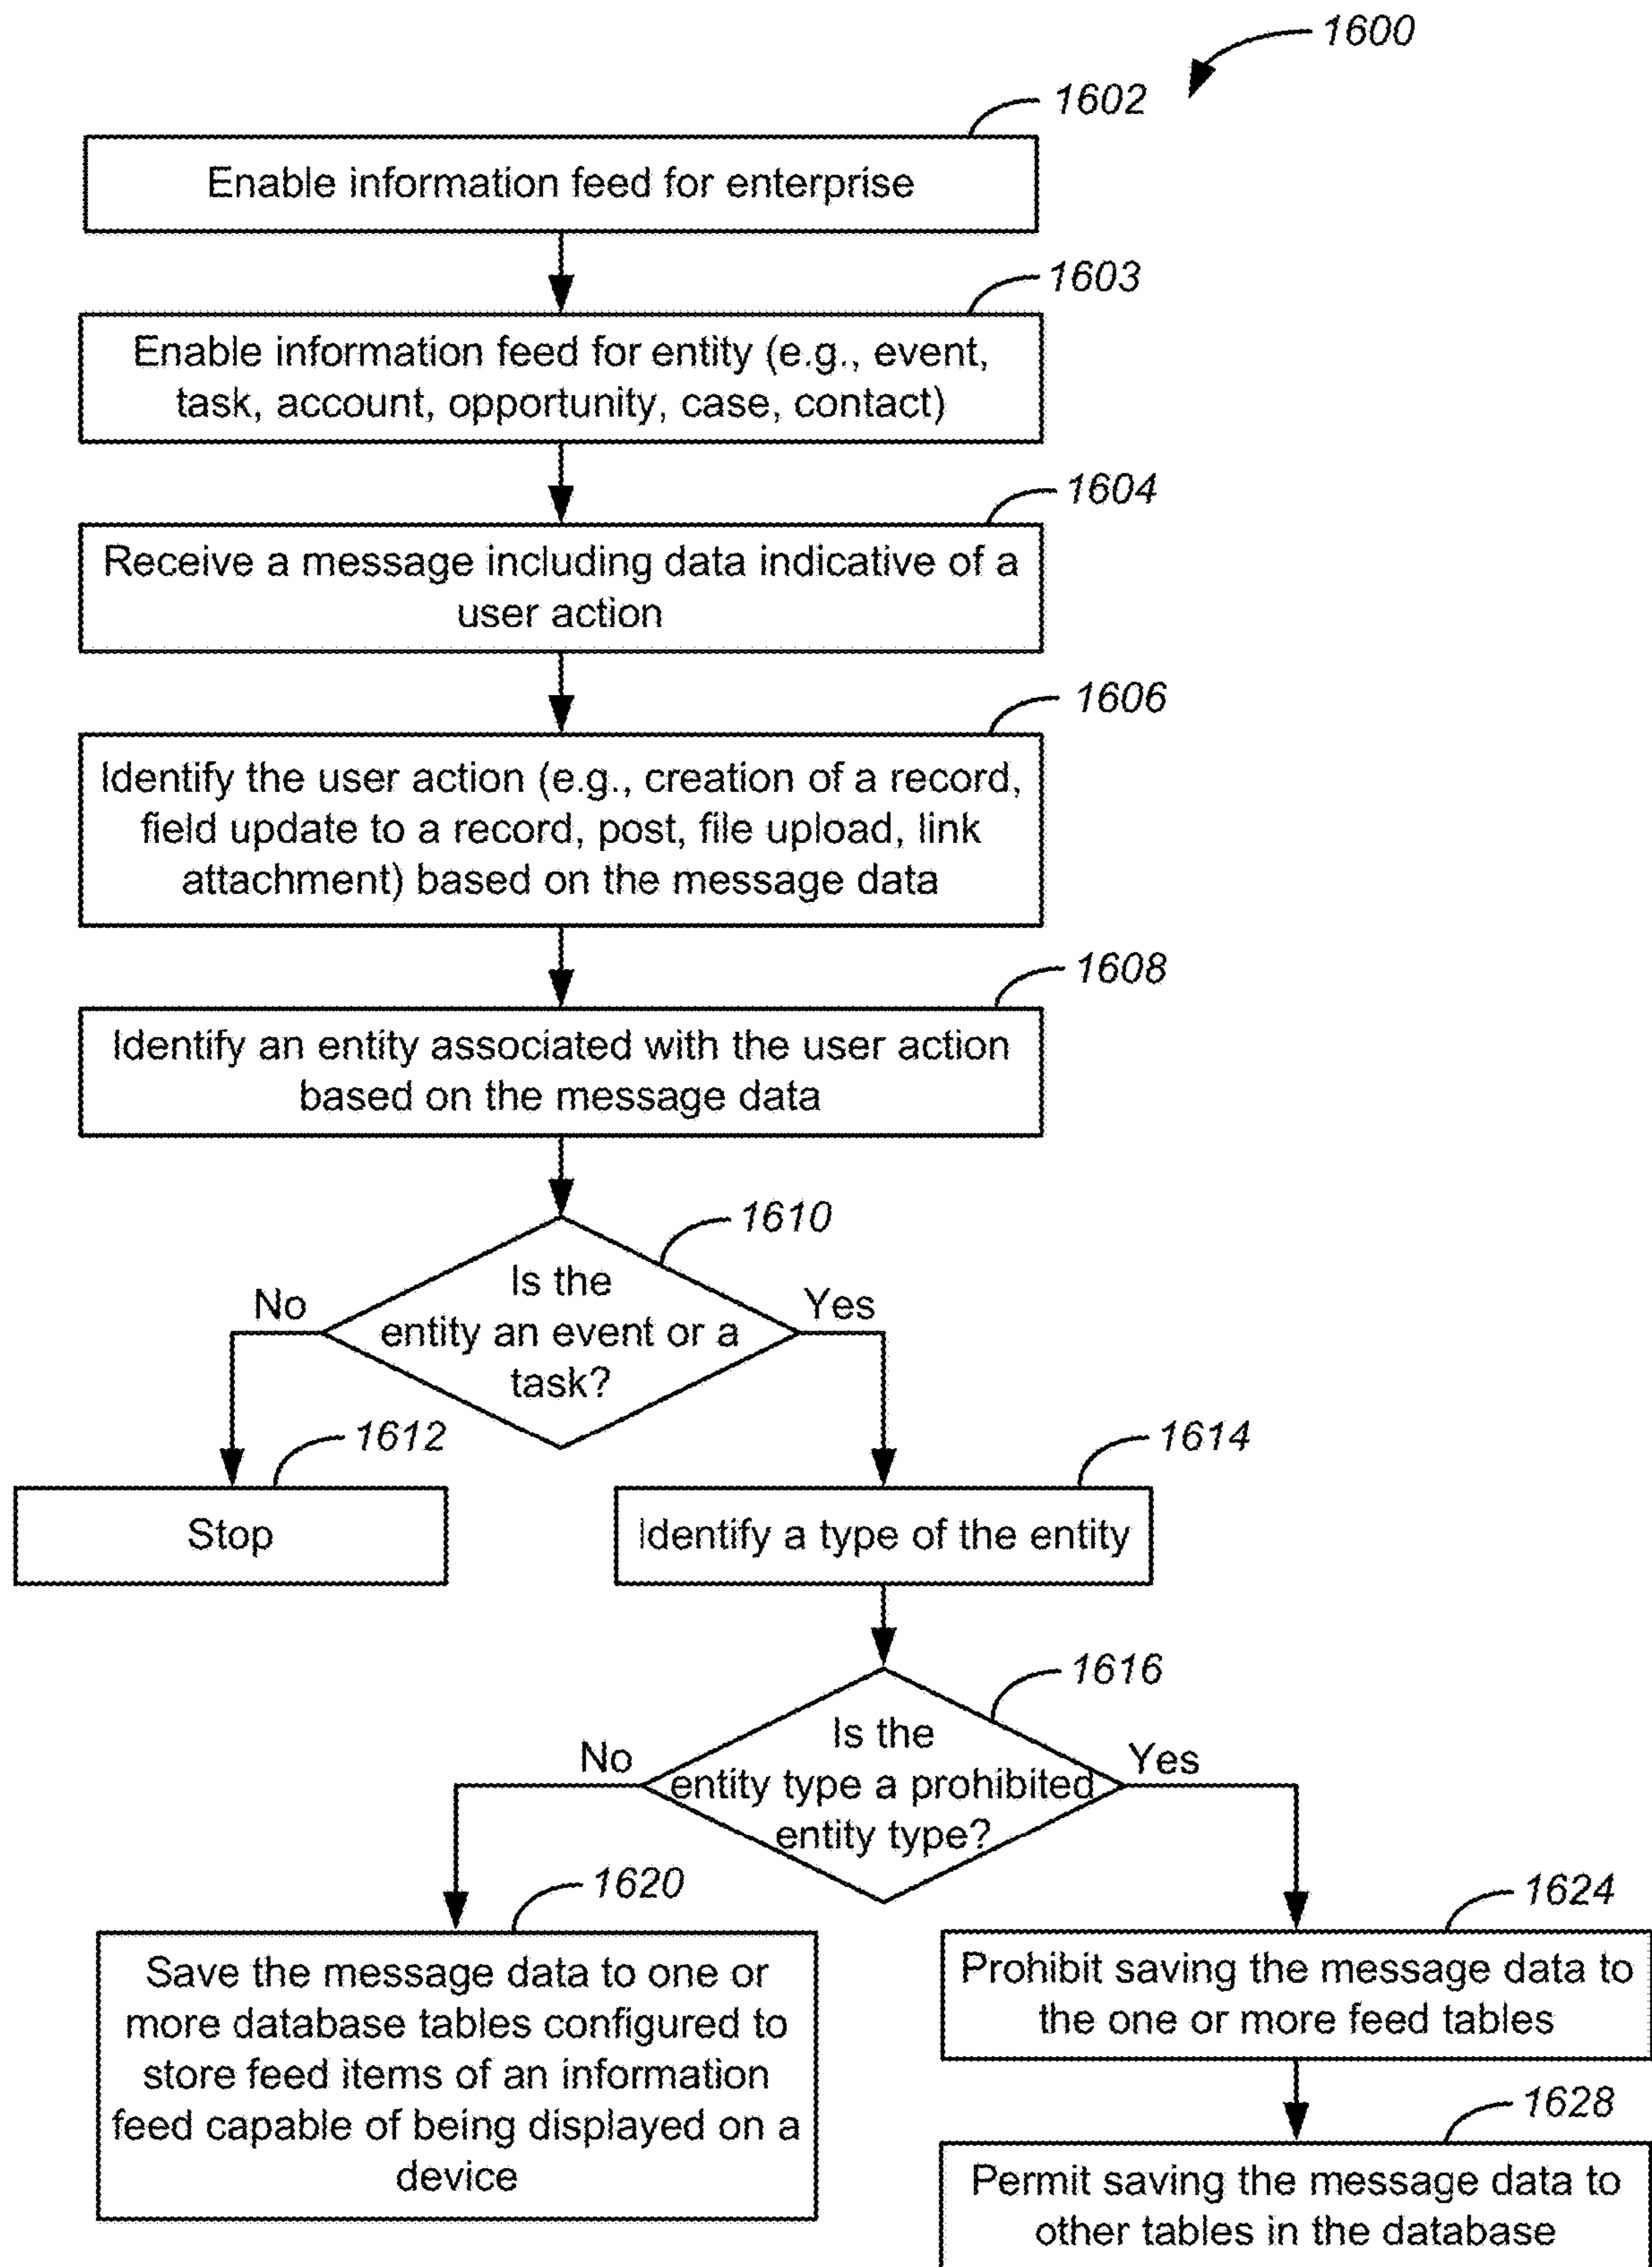 1600
1602
Enable information feed for enterprise
1603
Enable information feed for entity (e.g., event,
task, account, opportunity, case, contact)
1604
Receive a message including data indicative of a
user action
1606
Identify the user action (e.g., creation of a record,
field update to a record, post, file upload, link
attachment) based on the message data
1608
Identify an entity associated with the user action
based on the message data
1610
No
Is the
entity an event or a
task?
Yes
1612
Stop
1614
Identify a type of the entity
1616
No
Is the
entity type a prohibited
entity type?
Yes
1620
Save the message data to one or
more database tables configured to
store feed items of an information
feed capable of being displayed on a
device
1624
Prohibit saving the message data to
the one or more feed tables
1628
Permit saving the message data to
other tables in the database